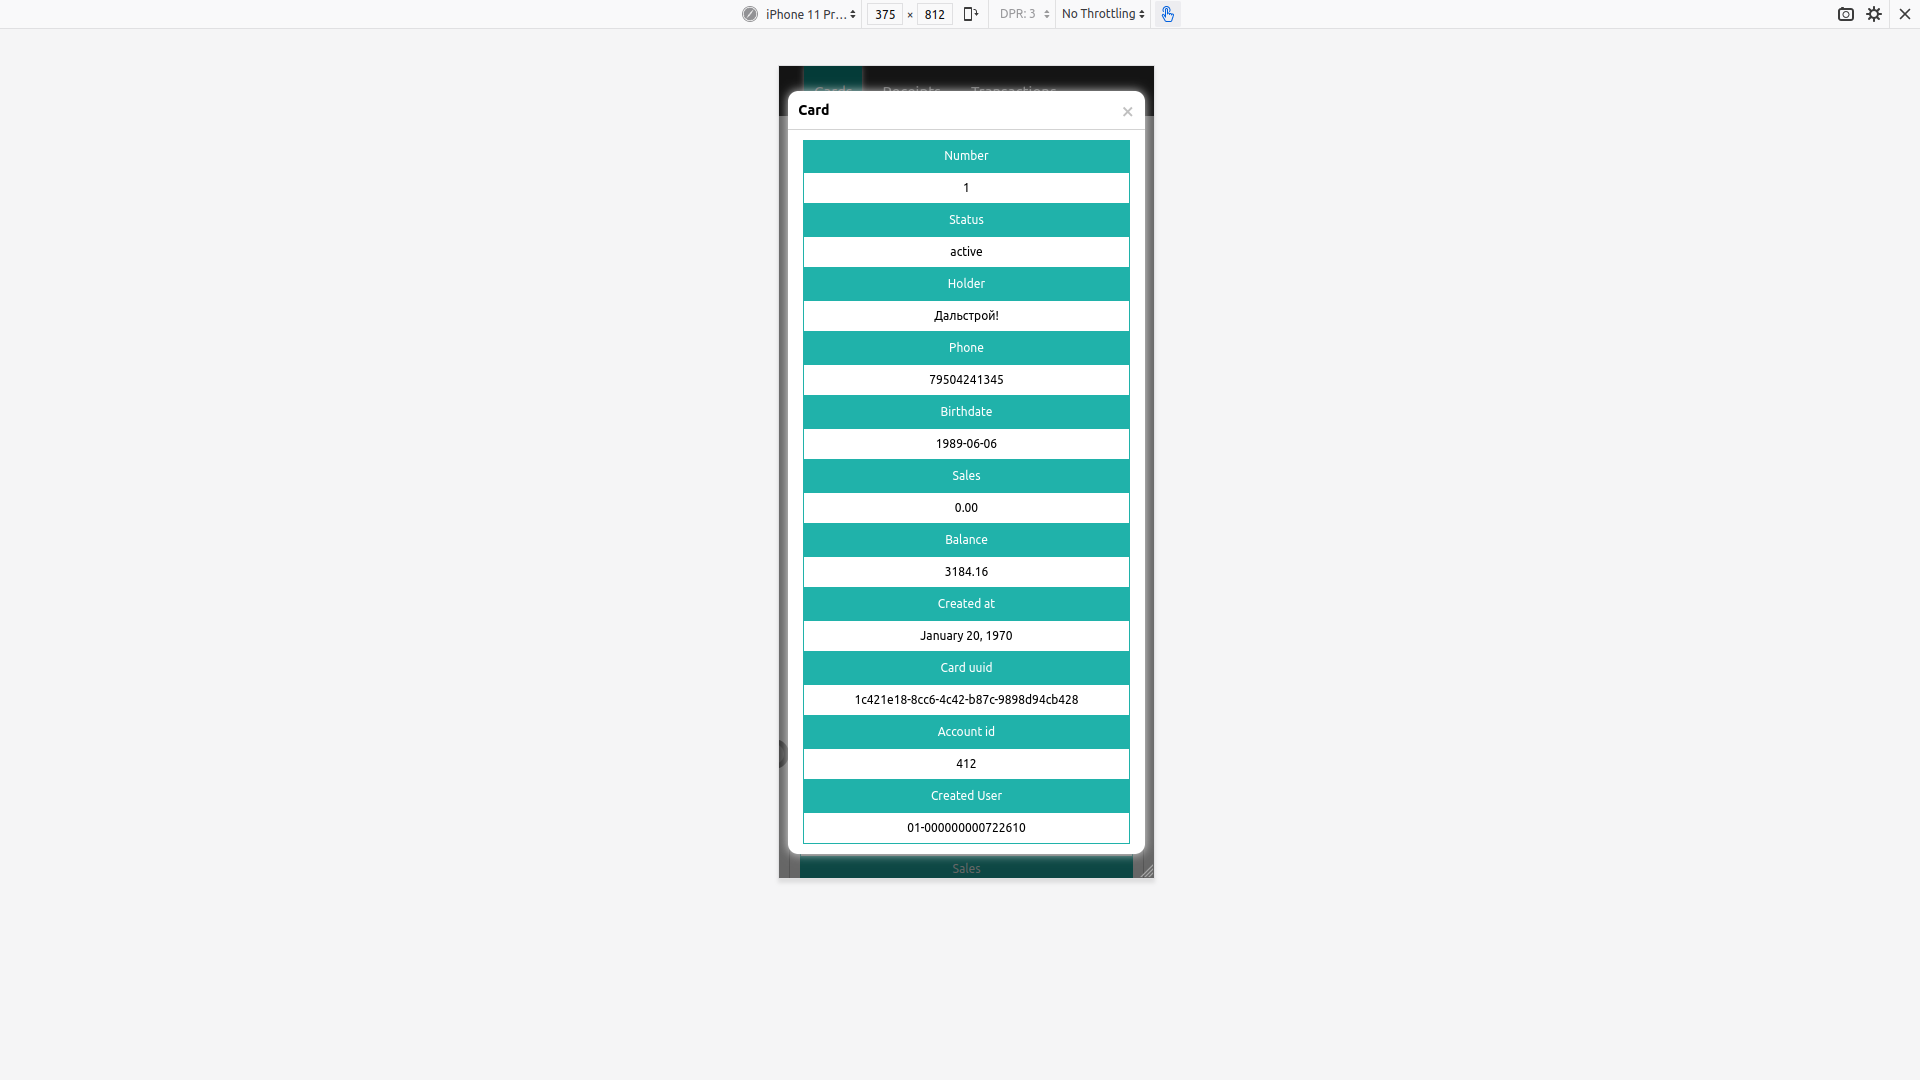 iPhone 11 Pr... 375 × 812 DPR: 3 No Throttling
Cards Receipts Transactions
Card ×
Number
1
Status
active
Holder
Дальстрой!
Phone
79504241345
Birthdate
1989-06-06
Sales
0.00
Balance
3184.16
Created at
January 20, 1970
Card uuid
1c421e18-8cc6-4c42-b87c-9898d94cb428
Account id
412
Created User
01-000000000722610
Sales